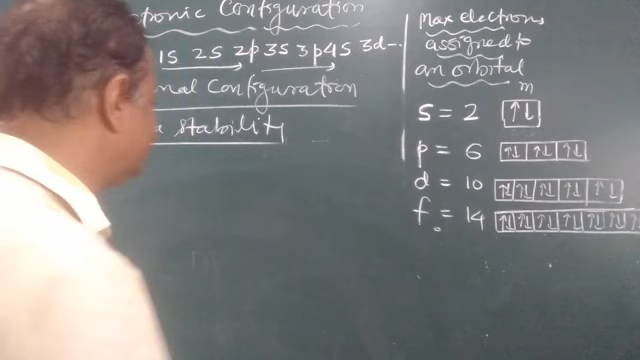 tronic Configuration
1S 2S 2p 3S 3p 4S 3d--
nal Configuration
stability
Max electrons
assigned to
an orbital
m
S = 2 ↑↓
p = 6 ↑↓ ↑↓ ↑↓
d = 10 ↑↓ ↑↓ ↑↓ ↑↓ ↑↓
f = 14 ↑↓ ↑↓ ↑↓ ↑↓ ↑↓ ↑↓ ↑